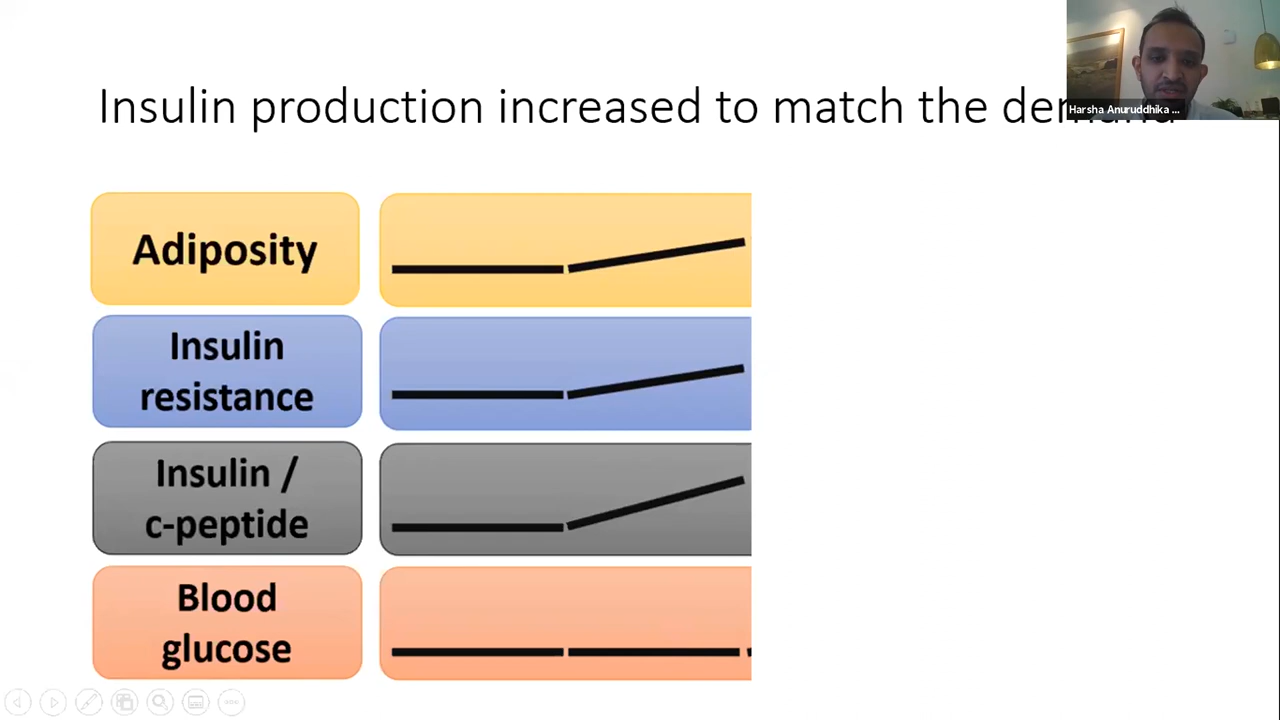 Insulin production increased to match the demand
Harsha Anuruddhika ...
Adiposity
Insulin
resistance
Insulin /
c-peptide
Blood
glucose